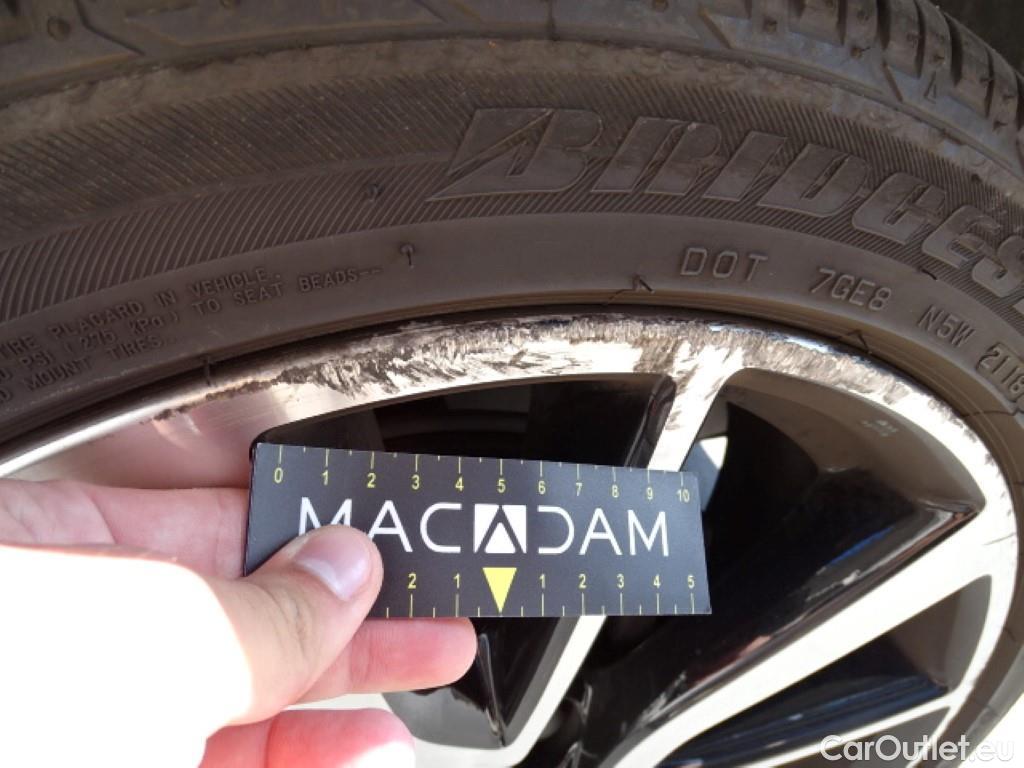 BRIDGES
DOT 7GE8 N5W 2118
TIRE PLACARD IN VEHICLE.
PSI (275 KPa) TO SEAT BEADS--
MOUNT TIRES.
0 1 2 3 4 5 6 7 8 9 10
MACADAM
2 1 1 2 3 4 5
CarOutlet.eu